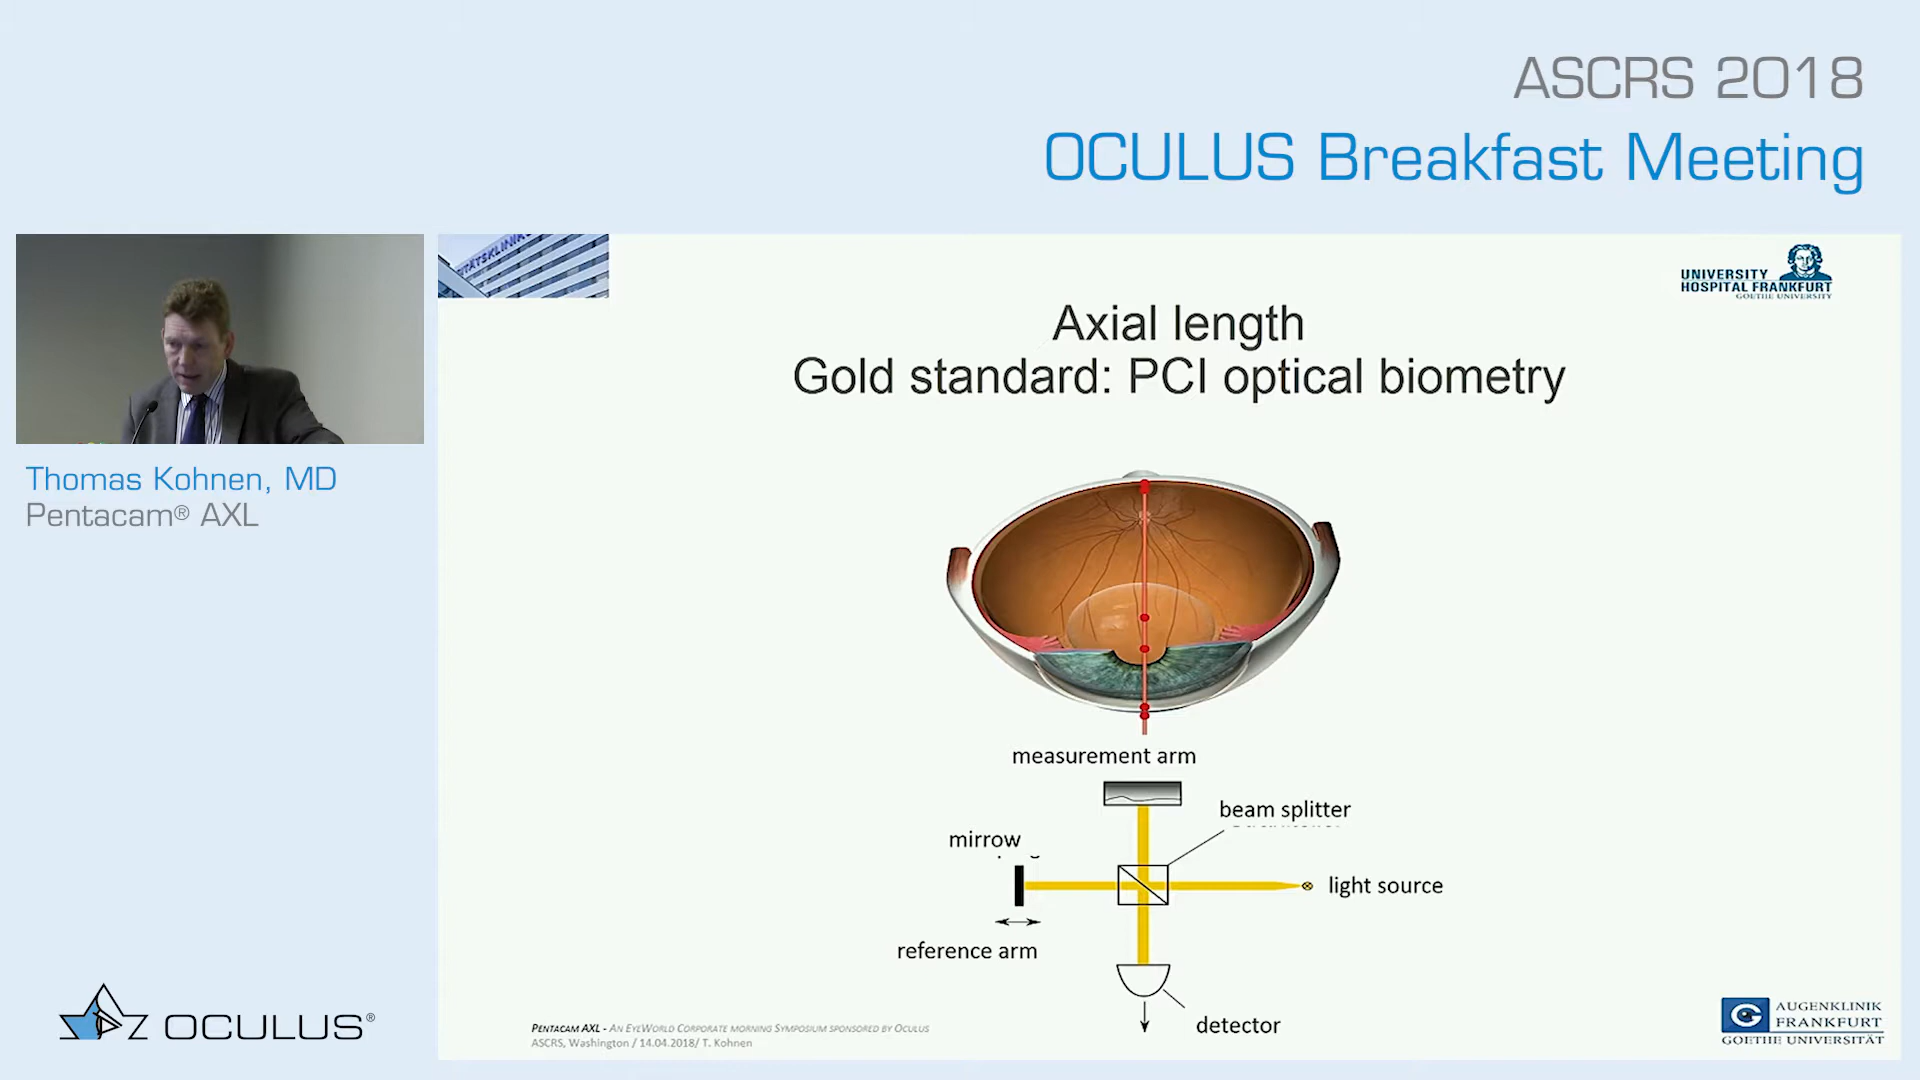 ASCRS 2018
OCULUS Breakfast Meeting
Thomas Kohnen, MD
Pentacam® AXL
UNIVERSITY
HOSPITAL FRANKFURT
GOETHE UNIVERSITY
Axial length
Gold standard: PCI optical biometry
measurement arm
beam splitter
mirrow
light source
reference arm
detector
PENTACAM AXL - AN EYEWORLD CORPORATE MORNING SYMPOSIUM SPONSORED BY OCULUS
ASCRS, Washington / 14.04.2018/ T. Kohnen
AUGENKLINIK
FRANKFURT
GOETHE UNIVERSITÄT
OCULUS®